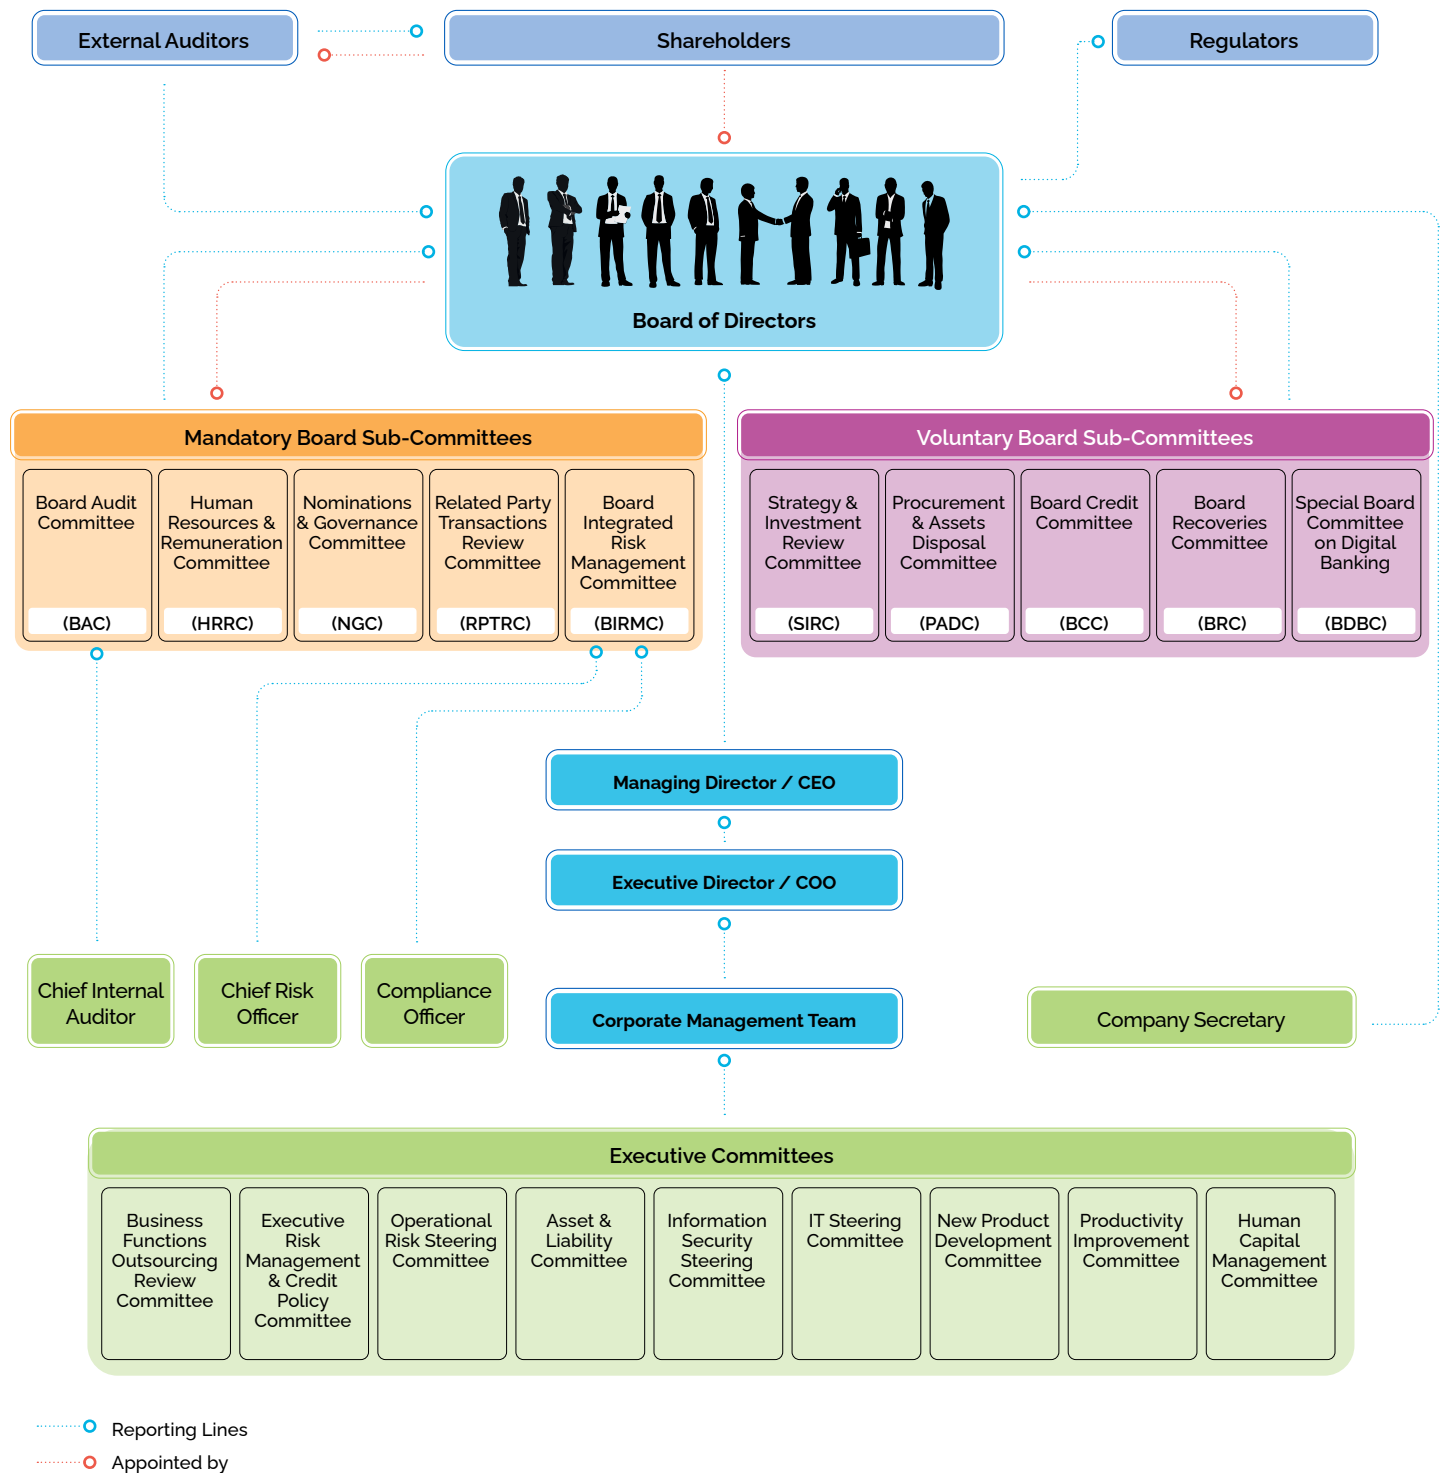 External Auditors
Shareholders
Regulators
Board of Directors
Mandatory Board Sub-Committees
Board Audit
Committee
(BAC)
Human
Resources &
Remuneration
Committee
(HRRC)
Nominations
& Governance
Committee
(NGC)
Related Party
Transactions
Review
Committee
(RPTRC)
Board
Integrated
Risk
Management
Committee
(BIRMC)
Voluntary Board Sub-Committees
Strategy &
Investment
Review
Committee
(SIRC)
Procurement
& Assets
Disposal
Committee
(PADC)
Board Credit
Committee
(BCC)
Board
Recoveries
Committee
(BRC)
Special Board
Committee
on Digital
Banking
(BDBC)
Managing Director / CEO
Executive Director / COO
Chief Internal
Auditor
Chief Risk
Officer
Compliance
Officer
Corporate Management Team
Company Secretary
Executive Committees
Business
Functions
Outsourcing
Review
Committee
Executive
Risk
Management
& Credit
Policy
Committee
Operational
Risk Steering
Committee
Asset &
Liability
Committee
Information
Security
Steering
Committee
IT Steering
Committee
New Product
Development
Committee
Productivity
Improvement
Committee
Human
Capital
Management
Committee
Reporting Lines
Appointed by